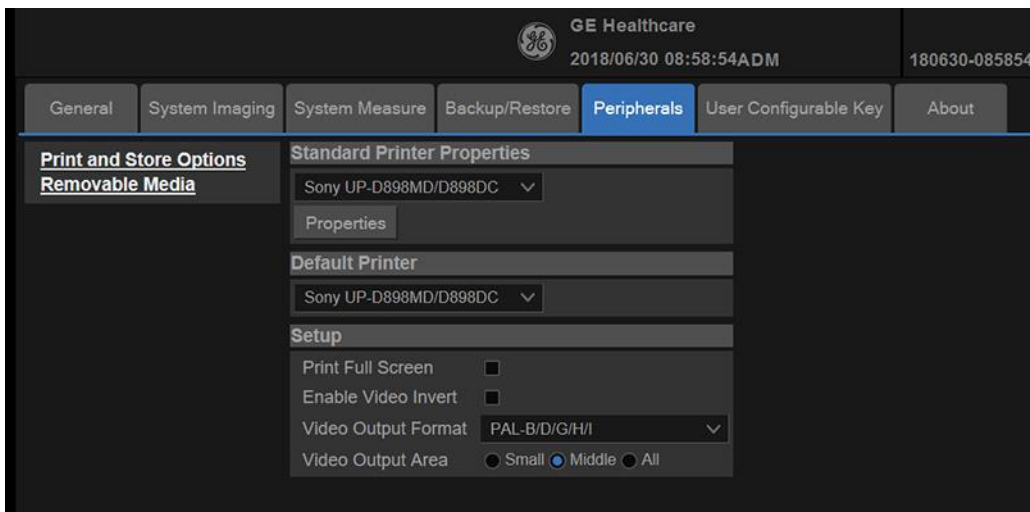 GE Healthcare
2018/06/30 08:58:54ADM
180630-085854
General System Imaging System Measure Backup/Restore Peripherals User Configurable Key About
Print and Store Options
Removable Media
Standard Printer Properties
Sony UP-D898MD/D898DC
Properties
Default Printer
Sony UP-D898MD/D898DC
Setup
Print Full Screen
Enable Video Invert
Video Output Format PAL-B/D/G/H/I
Video Output Area Small Middle All